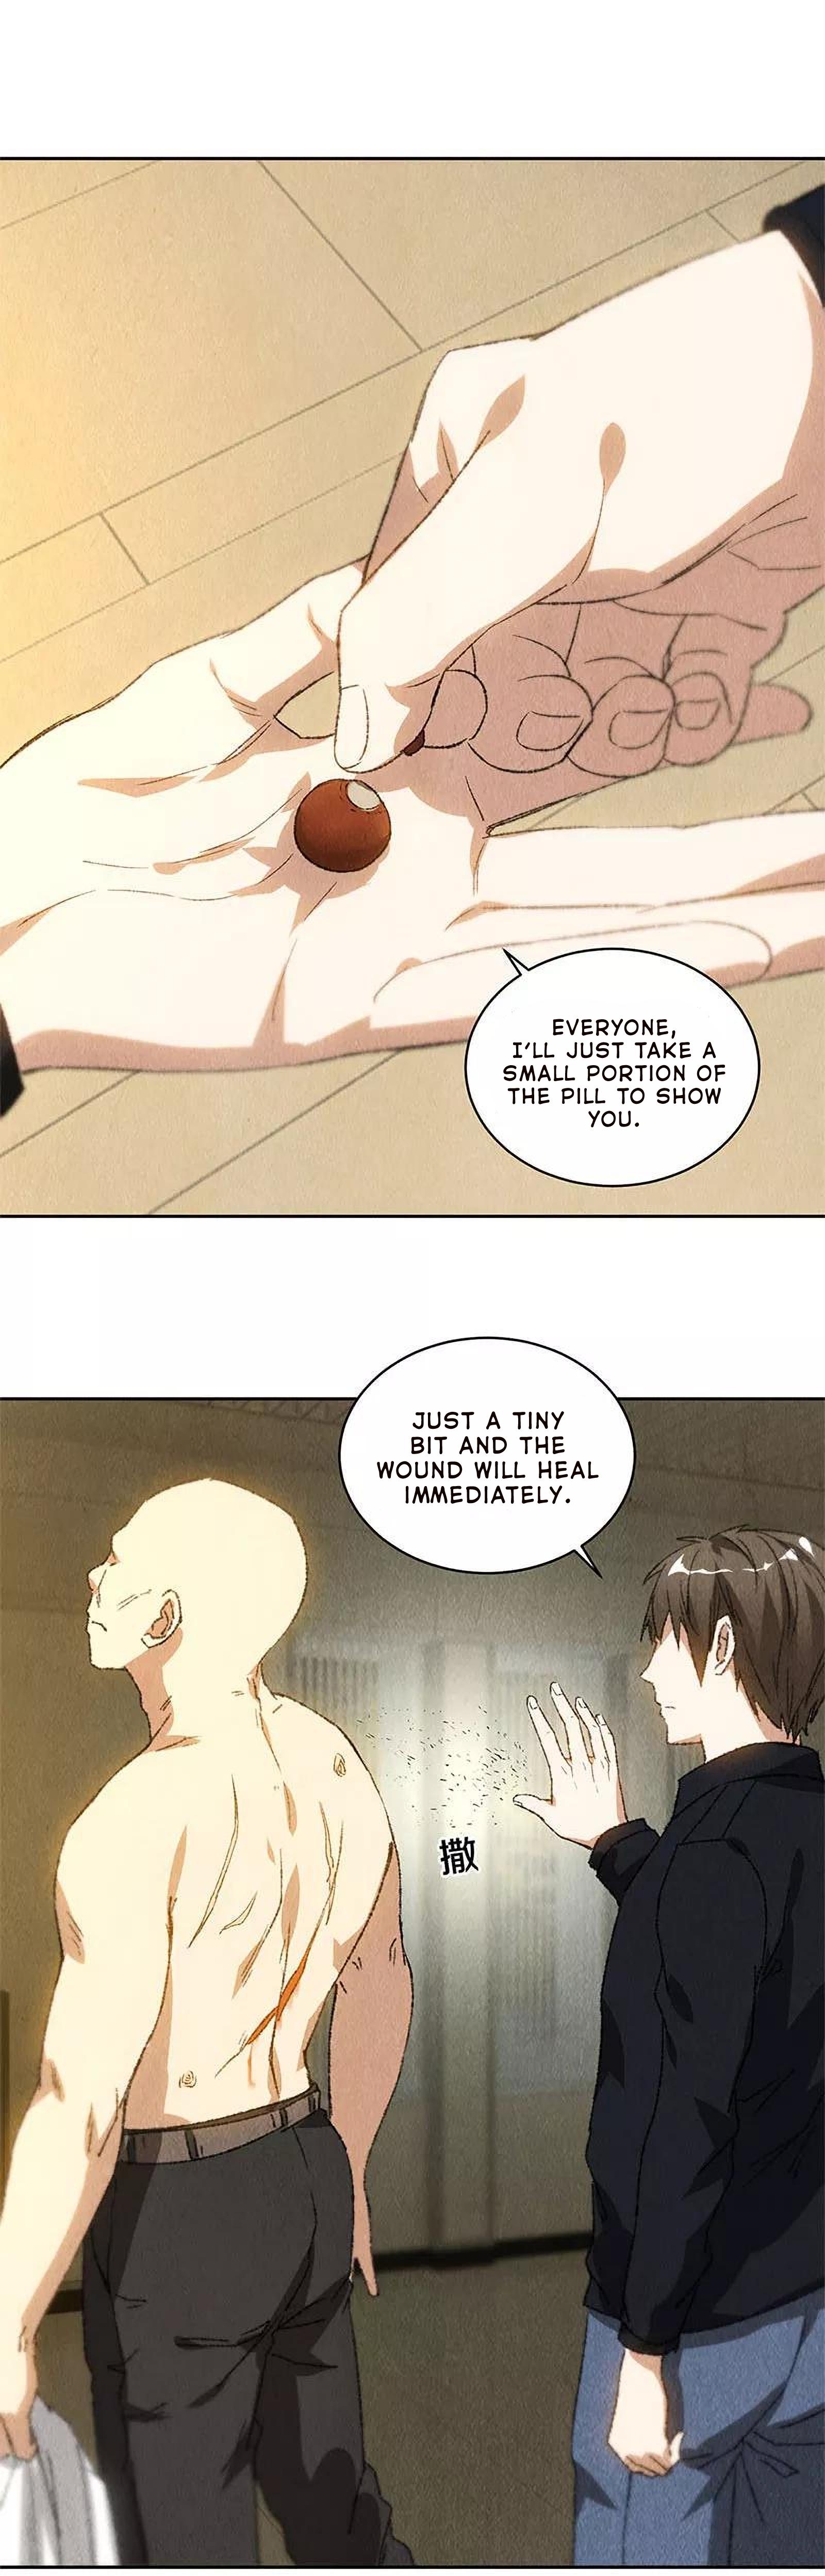 EVERYONE,
I'LL JUST TAKE A
SMALL PORTION OF
THE PILL TO SHOW
YOU.
JUST A TINY
BIT AND THE
WOUND WILL HEAL
IMMEDIATELY.
撒